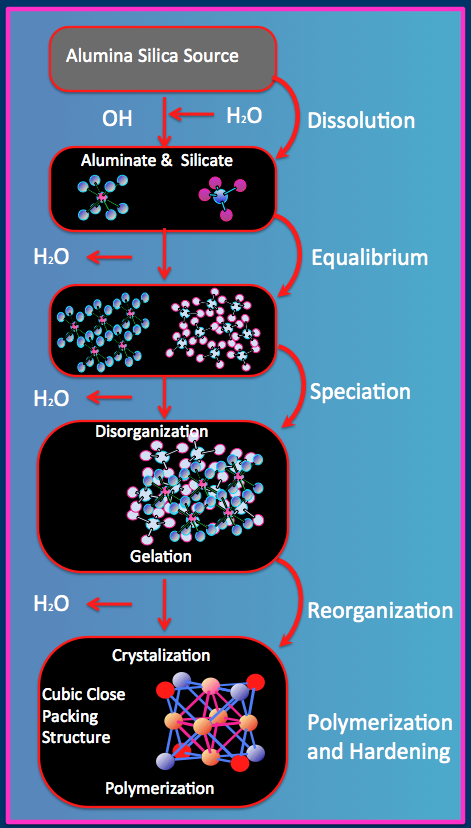 Alumina Silica Source
OH
H₂O
Dissolution
Aluminate & Silicate
H₂O
Equalibrium
H₂O
Speciation
Disorganization
Gelation
H₂O
Reorganization
Crystalization
Cubic Close
Packing
Structure
Polymerization
and Hardening
Polymerization